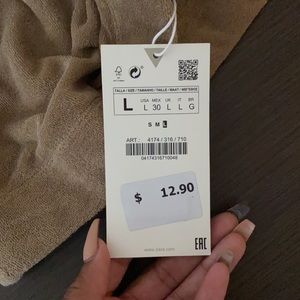 FSC
TALLA / SIZE / TAMANHO / TAILLE / MAAT /
L
USA MEX UK IT BR
L 30 L L G
S M L
ART.: 4174 / 316 / 710
04174316710048
$ 12.90
www.zara.com
EAC